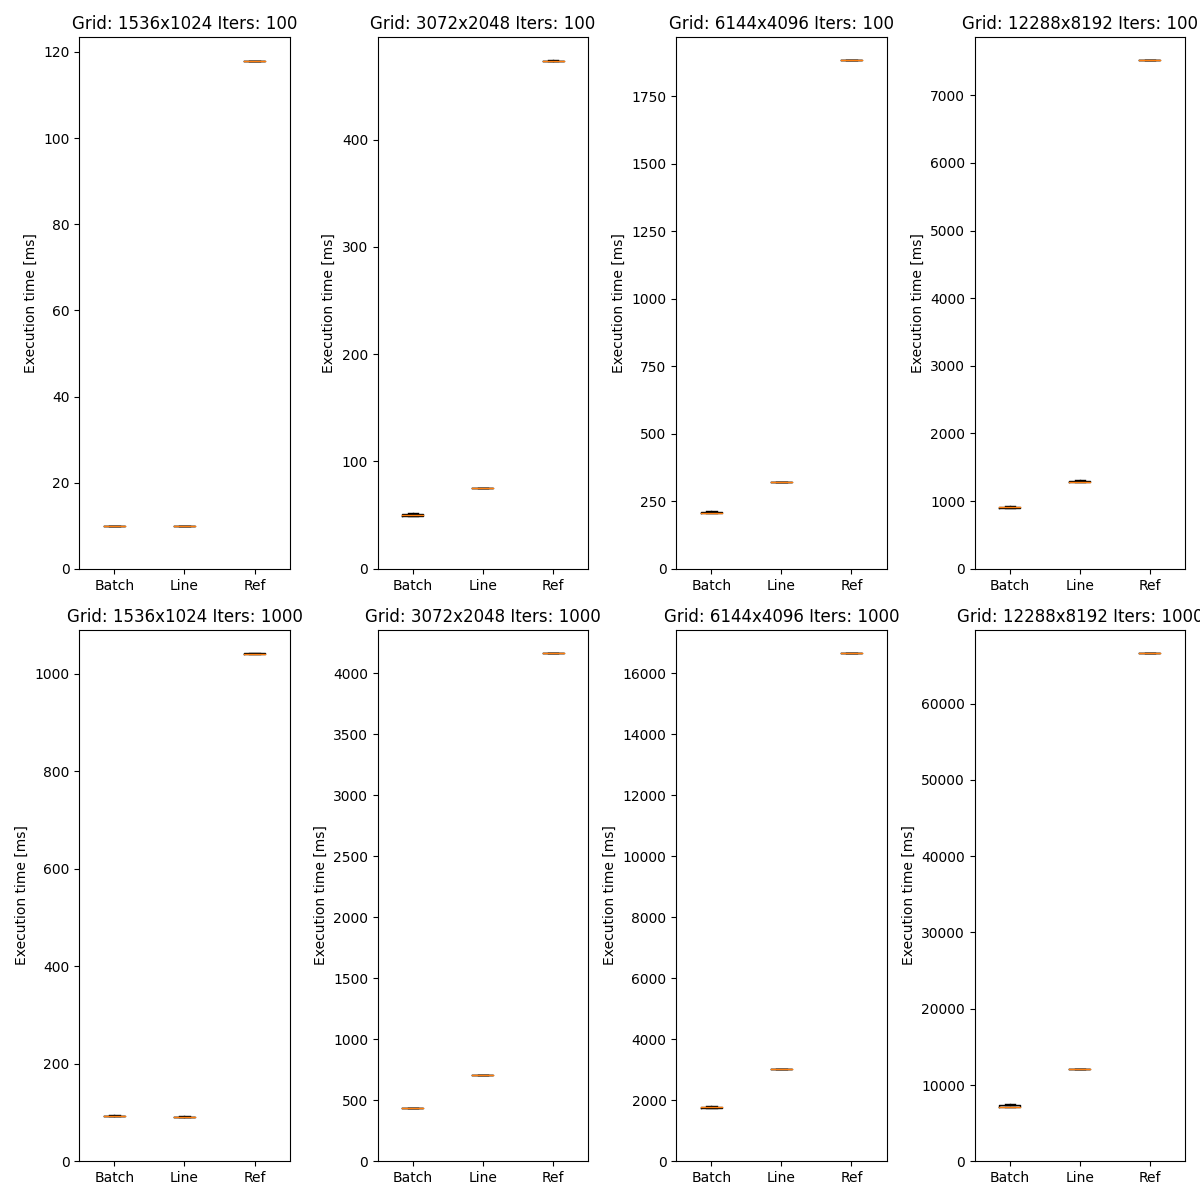 Grid: 1536x1024 Iters: 100
120
100
80
60
40
20
0
Execution time [ms]
Batch Line Ref
Grid: 3072x2048 Iters: 100
400
300
200
100
0
Execution time [ms]
Batch Line Ref
Grid: 6144x4096 Iters: 100
1750
1500
1250
1000
750
500
250
0
Execution time [ms]
Batch Line Ref
Grid: 12288x8192 Iters: 100
7000
6000
5000
4000
3000
2000
1000
0
Execution time [ms]
Batch Line Ref
Grid: 1536x1024 Iters: 1000
1000
800
600
400
200
0
Execution time [ms]
Batch Line Ref
Grid: 3072x2048 Iters: 1000
4000
3500
3000
2500
2000
1500
1000
500
0
Execution time [ms]
Batch Line Ref
Grid: 6144x4096 Iters: 1000
16000
14000
12000
10000
8000
6000
4000
2000
0
Execution time [ms]
Batch Line Ref
Grid: 12288x8192 Iters: 1000
60000
50000
40000
30000
20000
10000
0
Execution time [ms]
Batch Line Ref